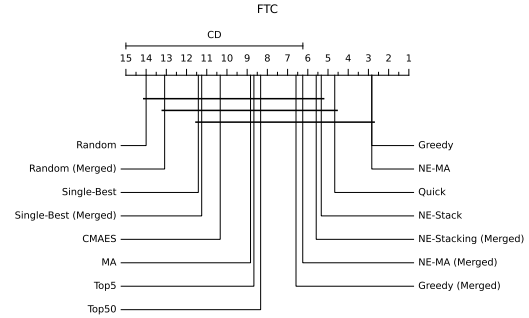 FTC
CD
15 14 13 12 11 10 9 8 7 6 5 4 3 2 1
Random
Greedy
Random (Merged)
NE-MA
Single-Best
Quick
Single-Best (Merged)
NE-Stack
CMAES
NE-Stacking (Merged)
MA
NE-MA (Merged)
Top5
Greedy (Merged)
Top50